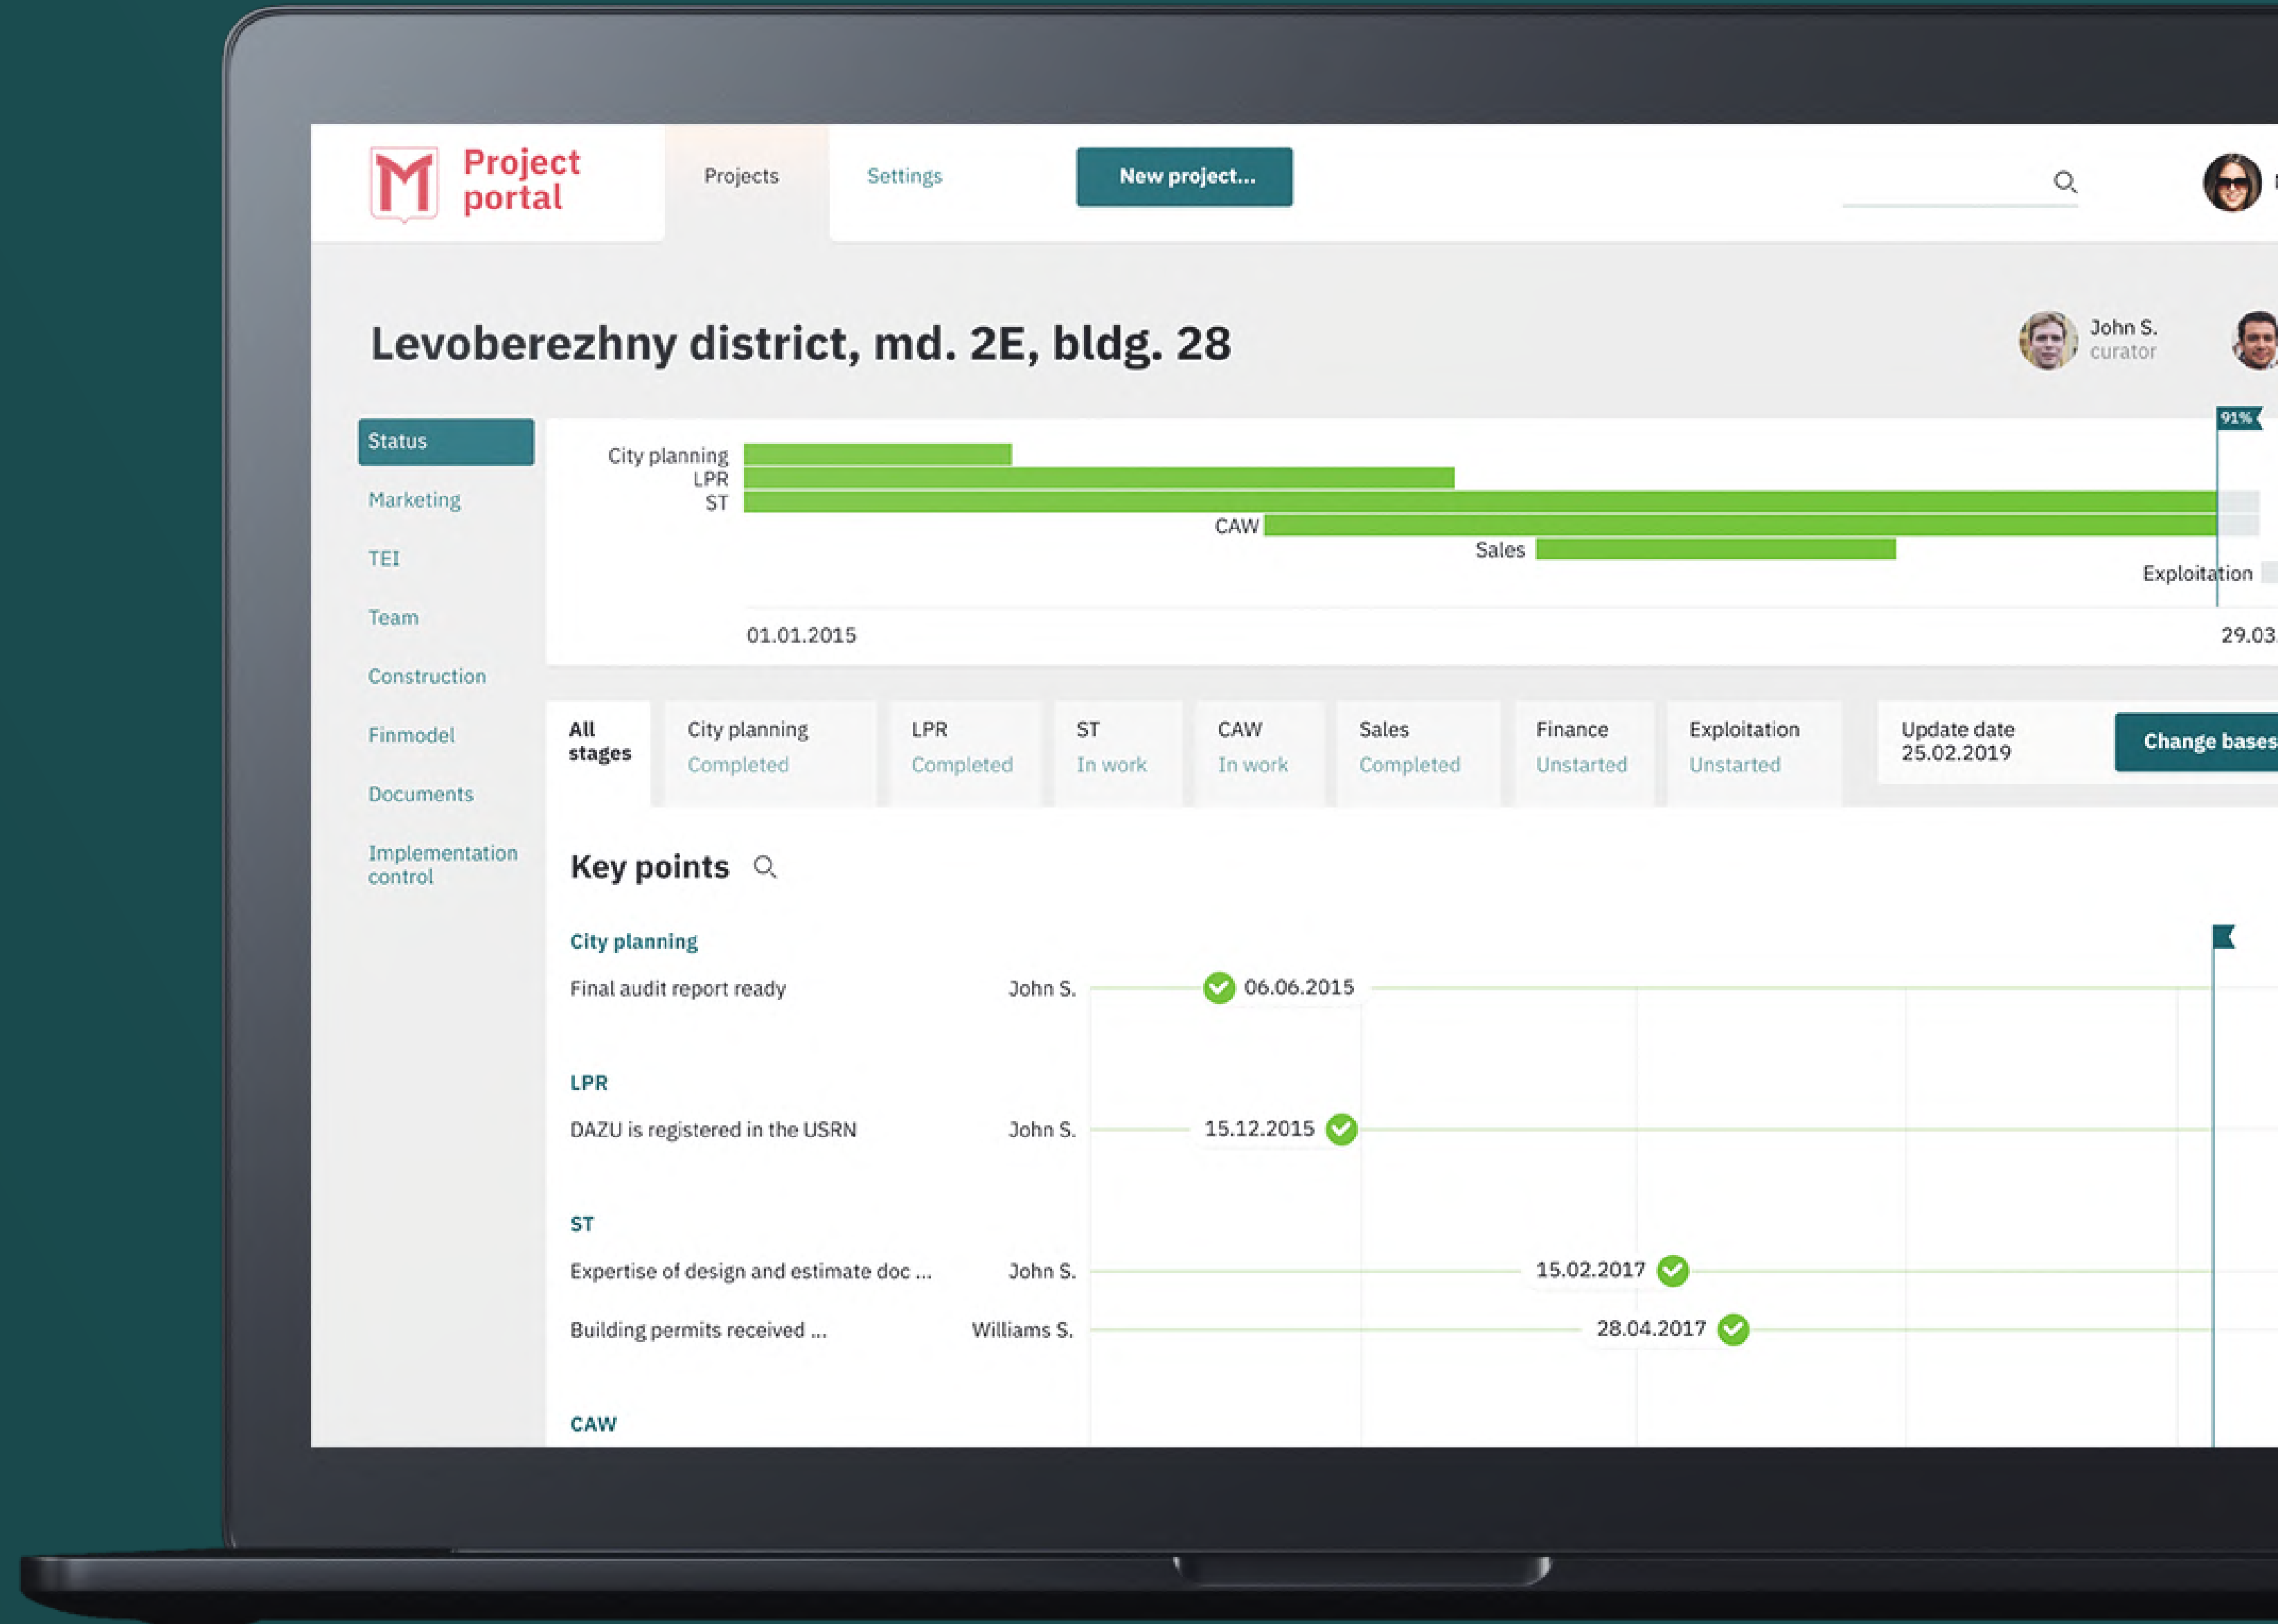 Project
portal
Projects
Settings
New project...
Levoberezhny district, md. 2E, bldg. 28
John S.
curator
Status
Marketing
TEI
Team
Construction
Finmodel
Documents
Implementation
control
91%
City planning
LPR
ST
CAW
Sales
Exploitation
01.01.2015
29.03.
All
stages
City planning
Completed
LPR
Completed
ST
In work
CAW
In work
Sales
Completed
Finance
Unstarted
Exploitation
Unstarted
Update date
25.02.2019
Change bases
Key points
City planning
Final audit report ready John S. 06.06.2015
LPR
DAZU is registered in the USRN John S. 15.12.2015
ST
Expertise of design and estimate doc ... John S. 15.02.2017
Building permits received ... Williams S. 28.04.2017
CAW